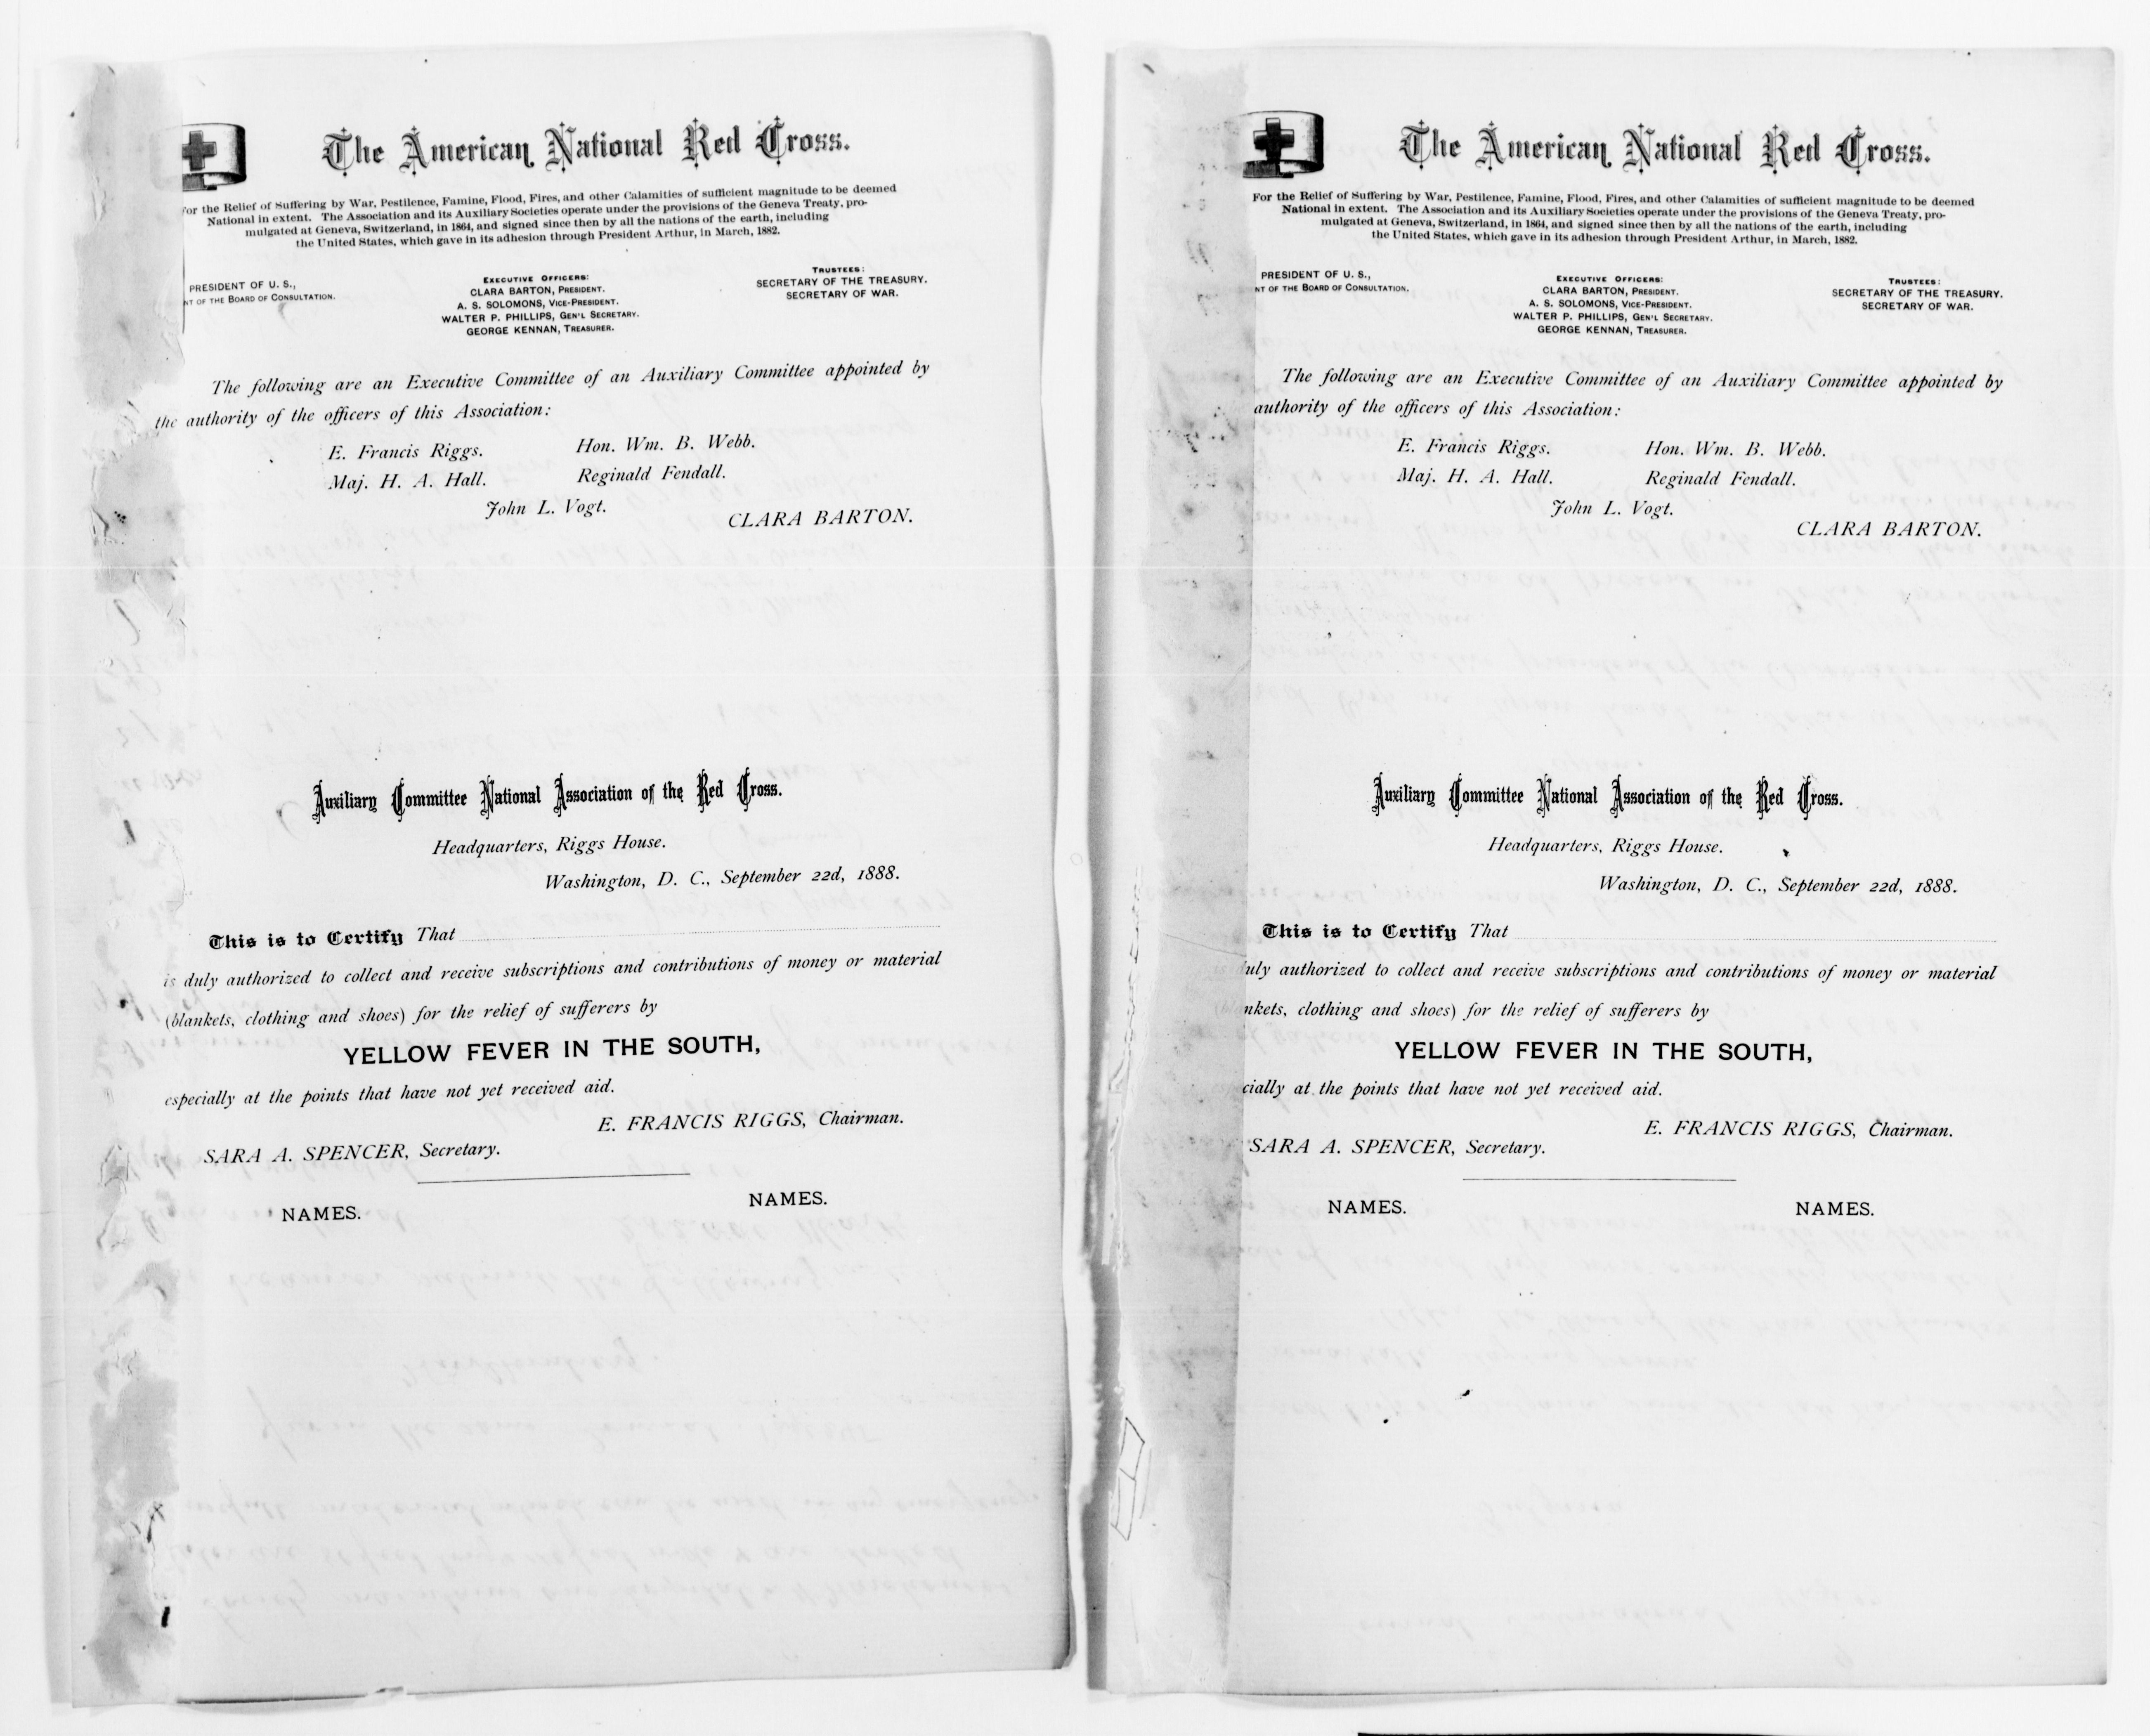 The American National Red Cross.
For the Relief of Suffering by War, Pestilence, Famine, Flood, Fires, and other Calamities of sufficient magnitude to be deemed
National in extent. The Association and its Auxiliary Societies operate under the provisions of the Geneva Treaty, pro-
mulgated at Geneva, Switzerland, in 1864, and signed since then by all the nations of the earth, including
the United States, which gave in its adhesion through President Arthur, in March, 1882.
PRESIDENT OF U. S.,
NT OF THE BOARD OF CONSULTATION.
EXECUTIVE OFFICERS:
CLARA BARTON, PRESIDENT.
A. S. SOLOMONS, VICE-PRESIDENT.
WALTER P. PHILLIPS, GEN'L SECRETARY.
GEORGE KENNAN, TREASURER.
TRUSTEES:
SECRETARY OF THE TREASURY.
SECRETARY OF WAR.
The following are an Executive Committee of an Auxiliary Committee appointed by
the authority of the officers of this Association:
E. Francis Riggs. Hon. Wm. B. Webb.
Maj. H. A. Hall. Reginald Fendall.
John L. Vogt.
CLARA BARTON.
Auxiliary Committee National Association of the Red Cross.
Headquarters, Riggs House.
Washington, D. C., September 22d, 1888.
This is to Certify That
is duly authorized to collect and receive subscriptions and contributions of money or material
(blankets, clothing and shoes) for the relief of sufferers by
YELLOW FEVER IN THE SOUTH,
especially at the points that have not yet received aid.
E. FRANCIS RIGGS, Chairman.
SARA A. SPENCER, Secretary.
NAMES. NAMES.
The American National Red Cross.
For the Relief of Suffering by War, Pestilence, Famine, Flood, Fires, and other Calamities of sufficient magnitude to be deemed
National in extent. The Association and its Auxiliary Societies operate under the provisions of the Geneva Treaty, pro-
mulgated at Geneva, Switzerland, in 1864, and signed since then by all the nations of the earth, including
the United States, which gave in its adhesion through President Arthur, in March, 1882.
PRESIDENT OF U. S.,
NT OF THE BOARD OF CONSULTATION.
EXECUTIVE OFFICERS:
CLARA BARTON, PRESIDENT.
A. S. SOLOMONS, VICE-PRESIDENT.
WALTER P. PHILLIPS, GEN'L SECRETARY.
GEORGE KENNAN, TREASURER.
TRUSTEES:
SECRETARY OF THE TREASURY.
SECRETARY OF WAR.
The following are an Executive Committee of an Auxiliary Committee appointed by
authority of the officers of this Association:
E. Francis Riggs. Hon. Wm. B. Webb.
Maj. H. A. Hall. Reginald Fendall.
John L. Vogt.
CLARA BARTON.
Auxiliary Committee National Association of the Red Cross.
Headquarters, Riggs House.
Washington, D. C., September 22d, 1888.
This is to Certify That
is duly authorized to collect and receive subscriptions and contributions of money or material
nkets, clothing and shoes) for the relief of sufferers by
YELLOW FEVER IN THE SOUTH,
especially at the points that have not yet received aid.
E. FRANCIS RIGGS, Chairman.
SARA A. SPENCER, Secretary.
NAMES. NAMES.